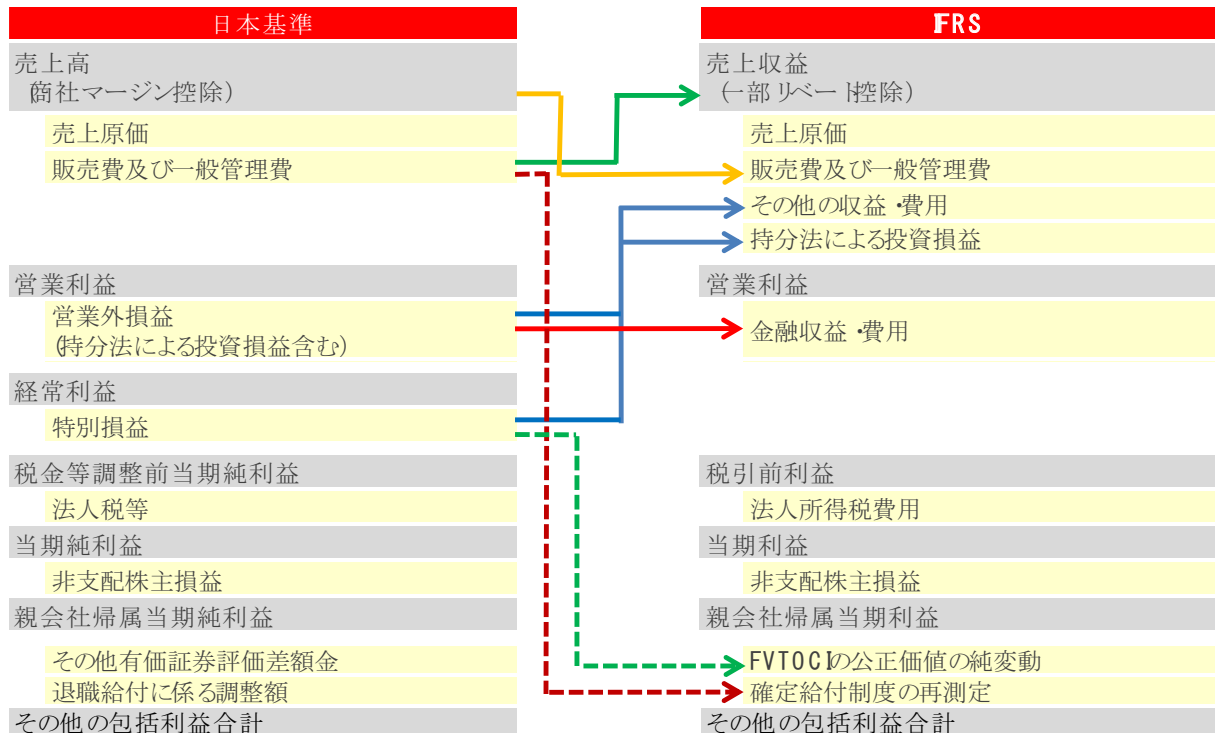 日本基準
売上高
(商社マージン控除)
売上原価
販売費及び一般管理費
営業利益
営業外損益
(持分法による投資損益含む)
経常利益
特別損益
税金等調整前当期純利益
法人税等
当期純利益
非支配株主損益
親会社帰属当期純利益
その他有価証券評価差額金
退職給付に係る調整額
その他の包括利益合計
IFRS
売上収益
(一部リベート控除)
売上原価
販売費及び一般管理費
その他の収益・費用
持分法による投資損益
営業利益
金融収益・費用
税引前利益
法人所得税費用
当期利益
非支配株主損益
親会社帰属当期利益
FVTOCIの公正価値の純変動
確定給付制度の再測定
その他の包括利益合計